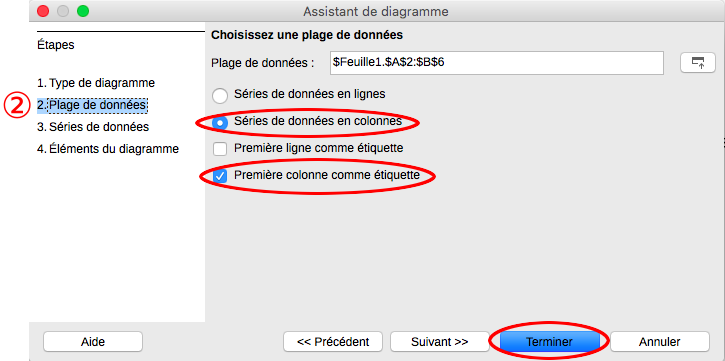 Assistant de diagramme
Étapes
1. Type de diagramme
② 2. Plage de données
3. Séries de données
4. Éléments du diagramme
Choisissez une plage de données
Plage de données : $Feuille1.$A$2:$B$6
Séries de données en lignes
Séries de données en colonnes
Première ligne comme étiquette
Première colonne comme étiquette
Aide << Précédent Suivant >> Terminer Annuler